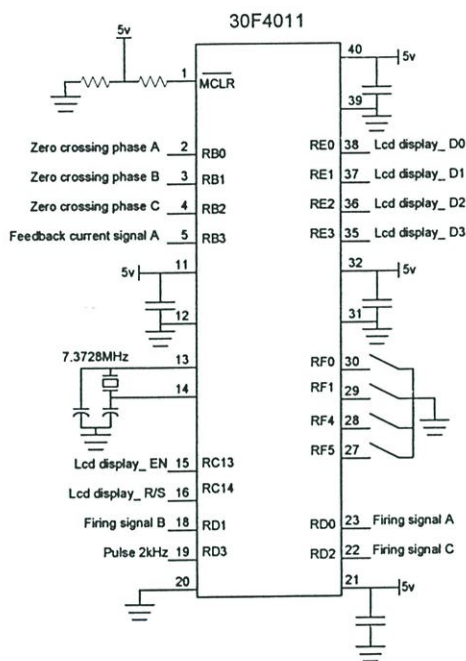 30F4011
5v
1 MCLR
40 5v
39
Zero crossing phase A 2 RB0
Zero crossing phase B 3 RB1
Zero crossing phase C 4 RB2
Feedback current signal A 5 RB3
RE0 38 Lcd display_ D0
RE1 37 Lcd display_ D1
RE2 36 Lcd display_ D2
RE3 35 Lcd display_ D3
5v 11
12
32 5v
31
7.3728MHz
13
14
RF0 30
RF1 29
RF4 28
RF5 27
Lcd display_ EN 15 RC13
Lcd display_ R/S 16 RC14
Firing signal B 18 RD1
Pulse 2kHz 19 RD3
20
RD0 23 Firing signal A
RD2 22 Firing signal C
21 5v